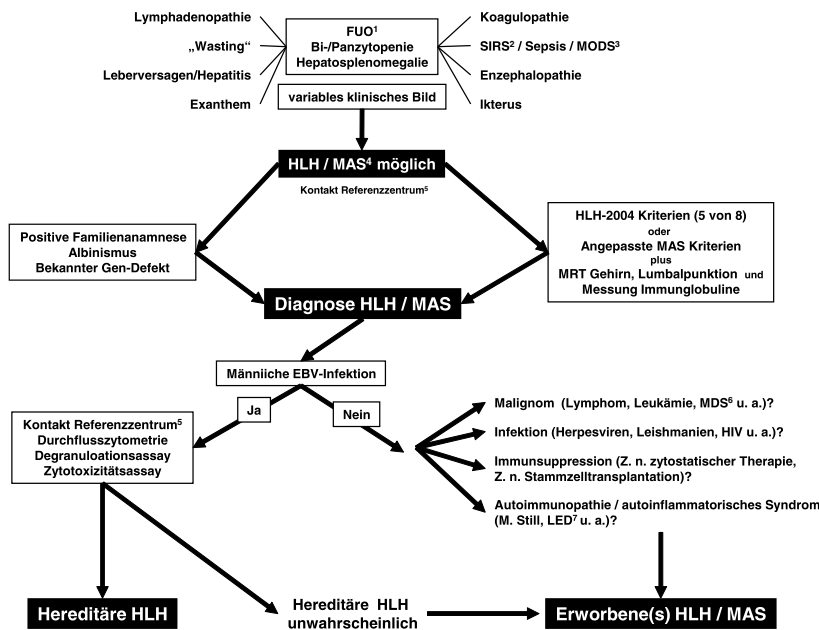 Lymphadenopathie
„Wasting“
Leberversagen/Hepatitis
Exanthem
FUO¹
Bi-/Panzytopenie
Hepatosplenomegalie
Koagulopathie
SIRS² / Sepsis / MODS³
Enzephalopathie
Ikterus
variables klinisches Bild
HLH / MAS⁴ möglich
Kontakt Referenzzentrum⁵
Positive Familienanamnese
Albinismus
Bekannter Gen-Defekt
HLH-2004 Kriterien (5 von 8)
oder
Angepasste MAS Kriterien
plus
MRT Gehirn, Lumbalpunktion und
Messung Immunglobuline
Diagnose HLH / MAS
Männiiche EBV-Infektion
Ja
Nein
Kontakt Referenzzentrum⁵
Durchflusszytometrie
Degranuloationsassay
Zytotoxizitätsassay
Malignom (Lymphom, Leukämie, MDS⁶ u. a.)?
Infektion (Herpesviren, Leishmanien, HIV u. a.)?
Immunsuppression (Z. n. zytostatischer Therapie,
Z. n. Stammzelltransplantation)?
Autoimmunopathie / autoinflammatorisches Syndrom
(M. Still, LED⁷ u. a.)?
Hereditäre HLH
Hereditäre HLH
unwahrscheinlich
Erworbene(s) HLH / MAS